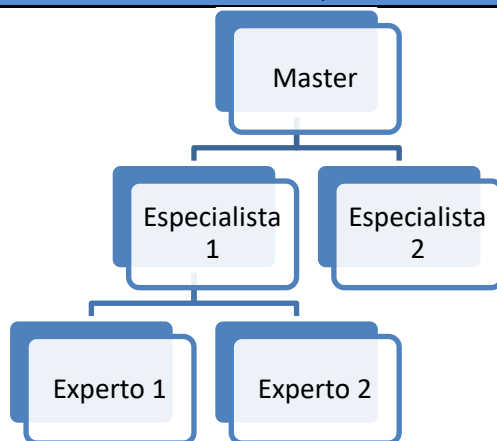 Master
Especialista
1
Especialista
2
Experto 1
Experto 2